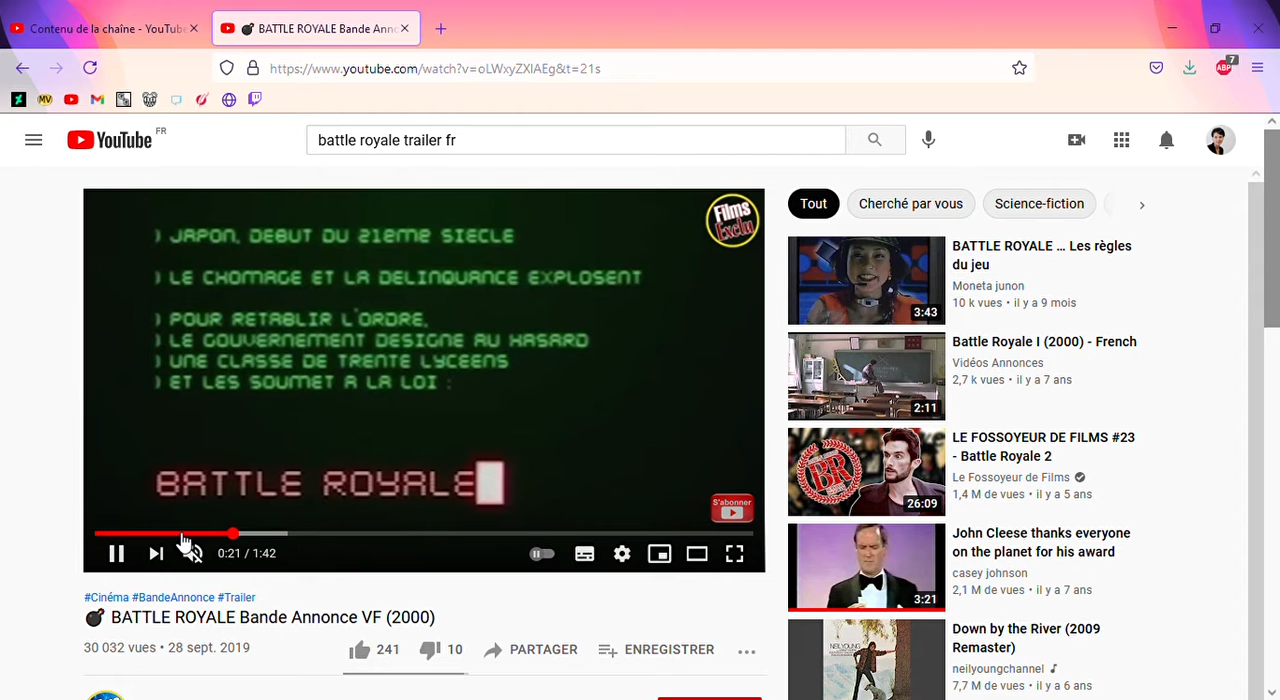 Contenu de la chaîne - YouTube
BATTLE ROYALE Bande Anno
https://www.youtube.com/watch?v=oLWxyZXlAEg&t=21s
ABP
7
MV
YouTube FR
battle royale trailer fr
Films
Exclu
) JAPON, DEBUT DU 21EME SIECLE
) LE CHOMAGE ET LA DELINQUANCE EXPLOSENT
) POUR RETABLIR L'ORDRE,
) LE GOUVERNEMENT DESIGNE AU HASARD
) UNE CLASSE DE TRENTE LYCEENS
) ET LES SOUMET A LA LOI :
BATTLE ROYALE
S'abonner
0:21 / 1:42
#Cinéma #BandeAnnonce #Trailer
BATTLE ROYALE Bande Annonce VF (2000)
30 032 vues • 28 sept. 2019
241
10
PARTAGER
ENREGISTRER
Tout
Cherché par vous
Science-fiction
BATTLE ROYALE ... Les règles
du jeu
Moneta junon
10 k vues • il y a 9 mois
3:43
Battle Royale I (2000) - French
Vidéos Annonces
2,7 k vues • il y a 7 ans
2:11
LE FOSSOYEUR DE FILMS #23
- Battle Royale 2
Le Fossoyeur de Films
1,4 M de vues • il y a 5 ans
BR
26:09
John Cleese thanks everyone
on the planet for his award
casey johnson
2,1 M de vues • il y a 7 ans
3:21
Down by the River (2009
Remaster)
neilyoungchannel
7,7 M de vues • il y a 6 ans